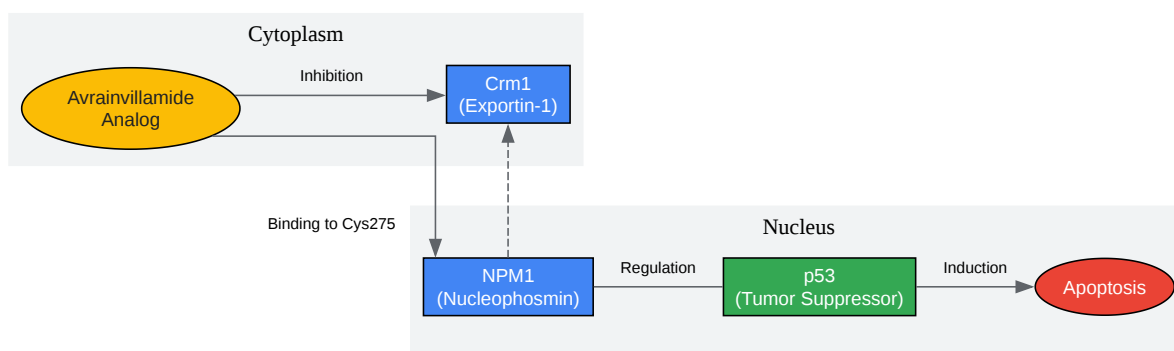 Cytoplasm
Avrainvillamide
Analog
Inhibition
Crm1
(Exportin-1)
Binding to Cys275
Nucleus
NPM1
(Nucleophosmin)
Regulation
p53
(Tumor Suppressor)
Induction
Apoptosis